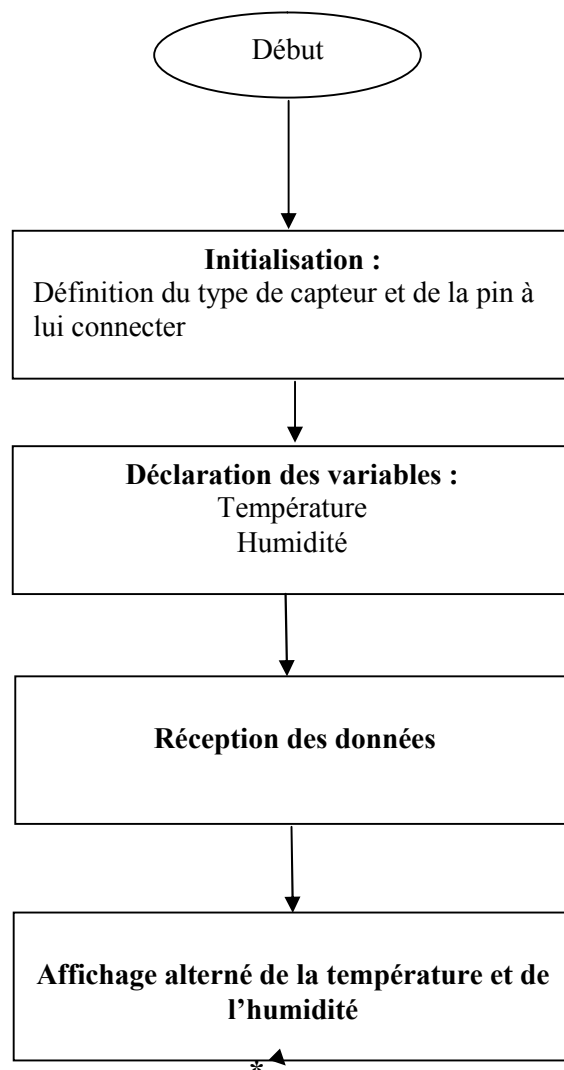 Début
Initialisation :
Définition du type de capteur et de la pin à
lui connecter
Déclaration des variables :
Température
Humidité
Réception des données
Affichage alterné de la température et de
l’humidité
*